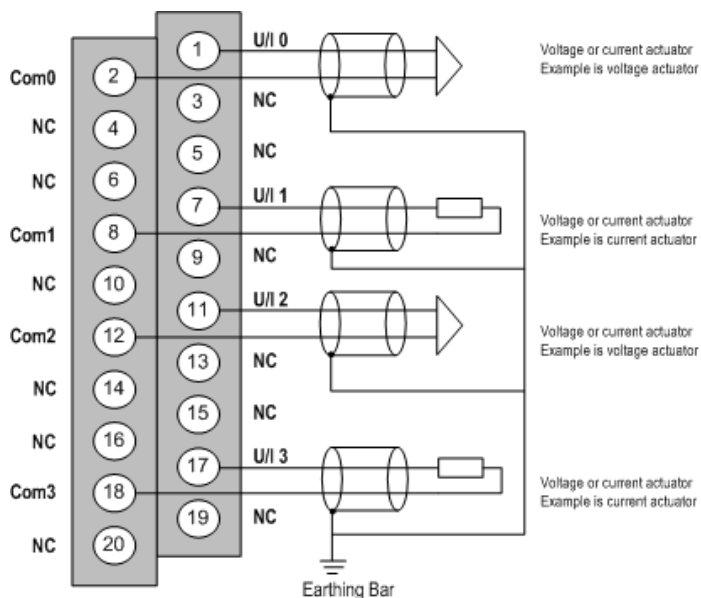 1 U/I 0
Voltage or current actuator
Example is voltage actuator
Com0 2
3 NC
NC 4
5 NC
NC 6
7 U/I 1
Voltage or current actuator
Example is current actuator
Com1 8
9 NC
NC 10
11 U/I 2
Voltage or current actuator
Example is voltage actuator
Com2 12
13 NC
NC 14
15 NC
NC 16
17 U/I 3
Voltage or current actuator
Example is current actuator
Com3 18
19 NC
NC 20
Earthing Bar